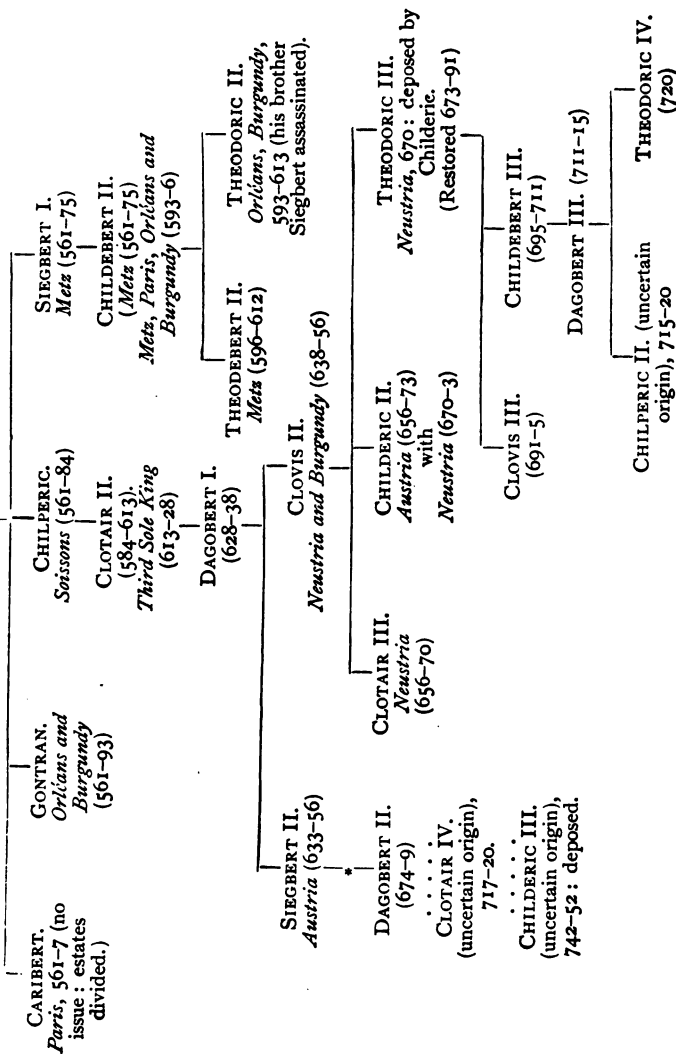 CARIBERT.
Paris, 561-7 (no
issue : estates
divided.)
GONTRAN.
Orléans and
Burgundy
(561-93)
CHILPERIC.
Soissons (561-84)
SIEGBERT I.
Metz (561-75)
CLOTAIR II.
(584-613).
Third Sole King
(613-28)
CHILDEBERT II.
(Metz (561-75)
Metz, Paris, Orléans and
Burgundy (593-6)
DAGOBERT I.
(628-38)
THEODEBERT II.
Metz (596-612)
THEODORIC II.
Orléans, Burgundy,
593-613 (his brother
Siegbert assassinated).
SIEGBERT II.
Austria (633-56)
CLOVIS II.
Neustria and Burgundy (638-56)
*
DAGOBERT II.
(674-9)
. . . . .
CLOTAIR IV.
(uncertain origin),
717-20.
. . . . . .
CHILDERIC III.
(uncertain origin),
742-52 : deposed.
CLOTAIR III.
Neustria
(656-70)
CHILDERIC II.
Austria (656-73)
with
Neustria (670-3)
THEODORIC III.
Neustria, 670 : deposed by
Childeric.
(Restored 673-91)
CLOVIS III.
(691-5)
CHILDEBERT III.
(695-711)
DAGOBERT III. (711-15)
CHILPERIC II. (uncertain
origin), 715-20
THEODORIC IV.
(720)